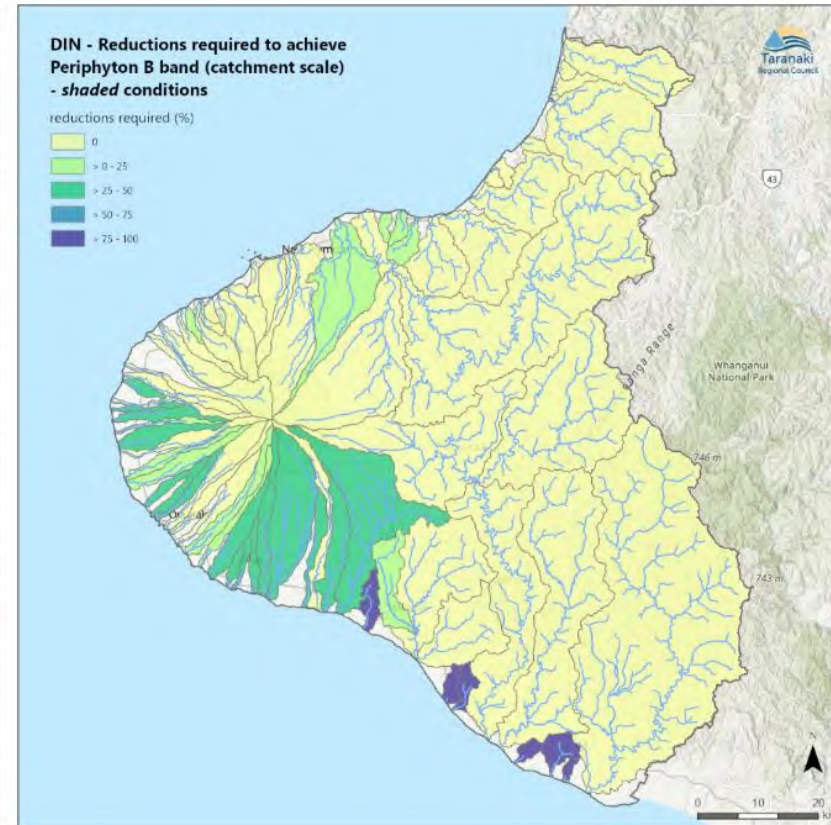 DIN - Reductions required to achieve
Periphyton B band (catchment scale)
- shaded conditions
reductions required (%)
0
> 0 - 25
> 25 - 50
> 50 - 75
> 75 - 100
Taranaki
Regional Council
43
Whanganui
National Park
Range
746 m
743 m
N
0 10 20